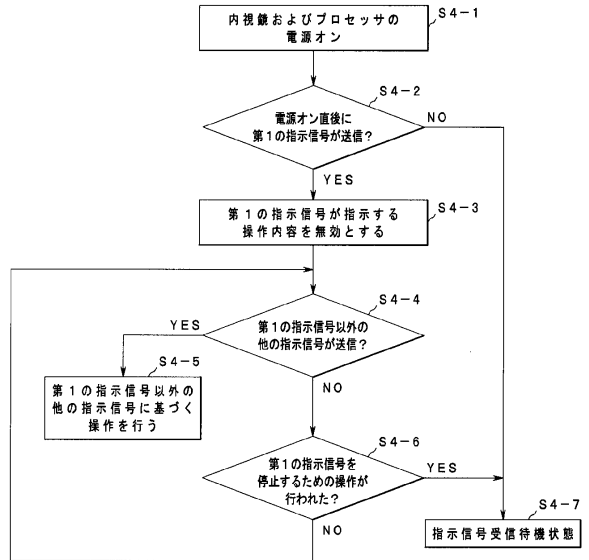 内視鏡およびプロセッサの
電源オン
S4-1
電源オン直後に
第1の指示信号が送信?
S4-2
NO
YES
第1の指示信号が指示する
操作内容を無効とする
S4-3
第1の指示信号以外の
他の指示信号が送信?
S4-4
YES
NO
S4-5
第1の指示信号以外の
他の指示信号に基づく
操作を行う
第1の指示信号を
停止するための操作が
行われた?
S4-6
YES
NO
S4-7
指示信号受信待機状態